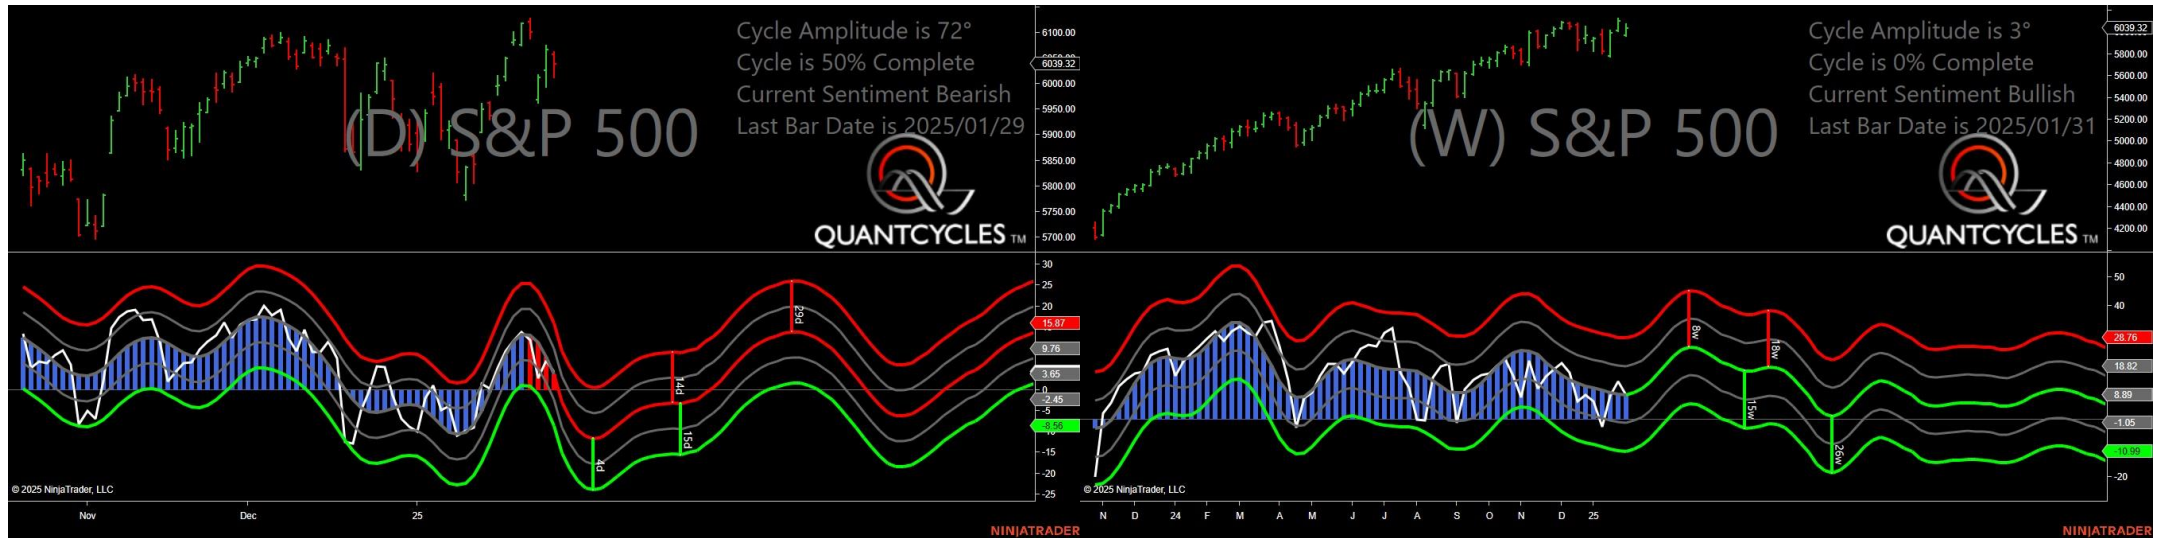 Cycle Amplitude is 72°
Cycle is 50% Complete
Current Sentiment Bearish
Last Bar Date is 2025/01/29
(D) S&P 500
QUANTCYCLES TM
6100.00
6039.32
6000.00
5950.00
5900.00
5850.00
5800.00
5750.00
5700.00
30
25
20
15.87
9.76
3.65
0
-2.45
-5
-8.56
-15
-20
-25
4d
14d
15d
29d
© 2025 NinjaTrader, LLC
Nov Dec 25
NINJATRADER
Cycle Amplitude is 3°
Cycle is 0% Complete
Current Sentiment Bullish
Last Bar Date is 2025/01/31
(W) S&P 500
QUANTCYCLES TM
6039.32
5800.00
5600.00
5400.00
5200.00
5000.00
4800.00
4600.00
4400.00
4200.00
50
40
28.76
18.82
8.89
-1.05
-10.99
-20
8w
15w
18w
26w
© 2025 NinjaTrader, LLC
N D 24 F M A M J J A S O N D 25
NINJATRADER